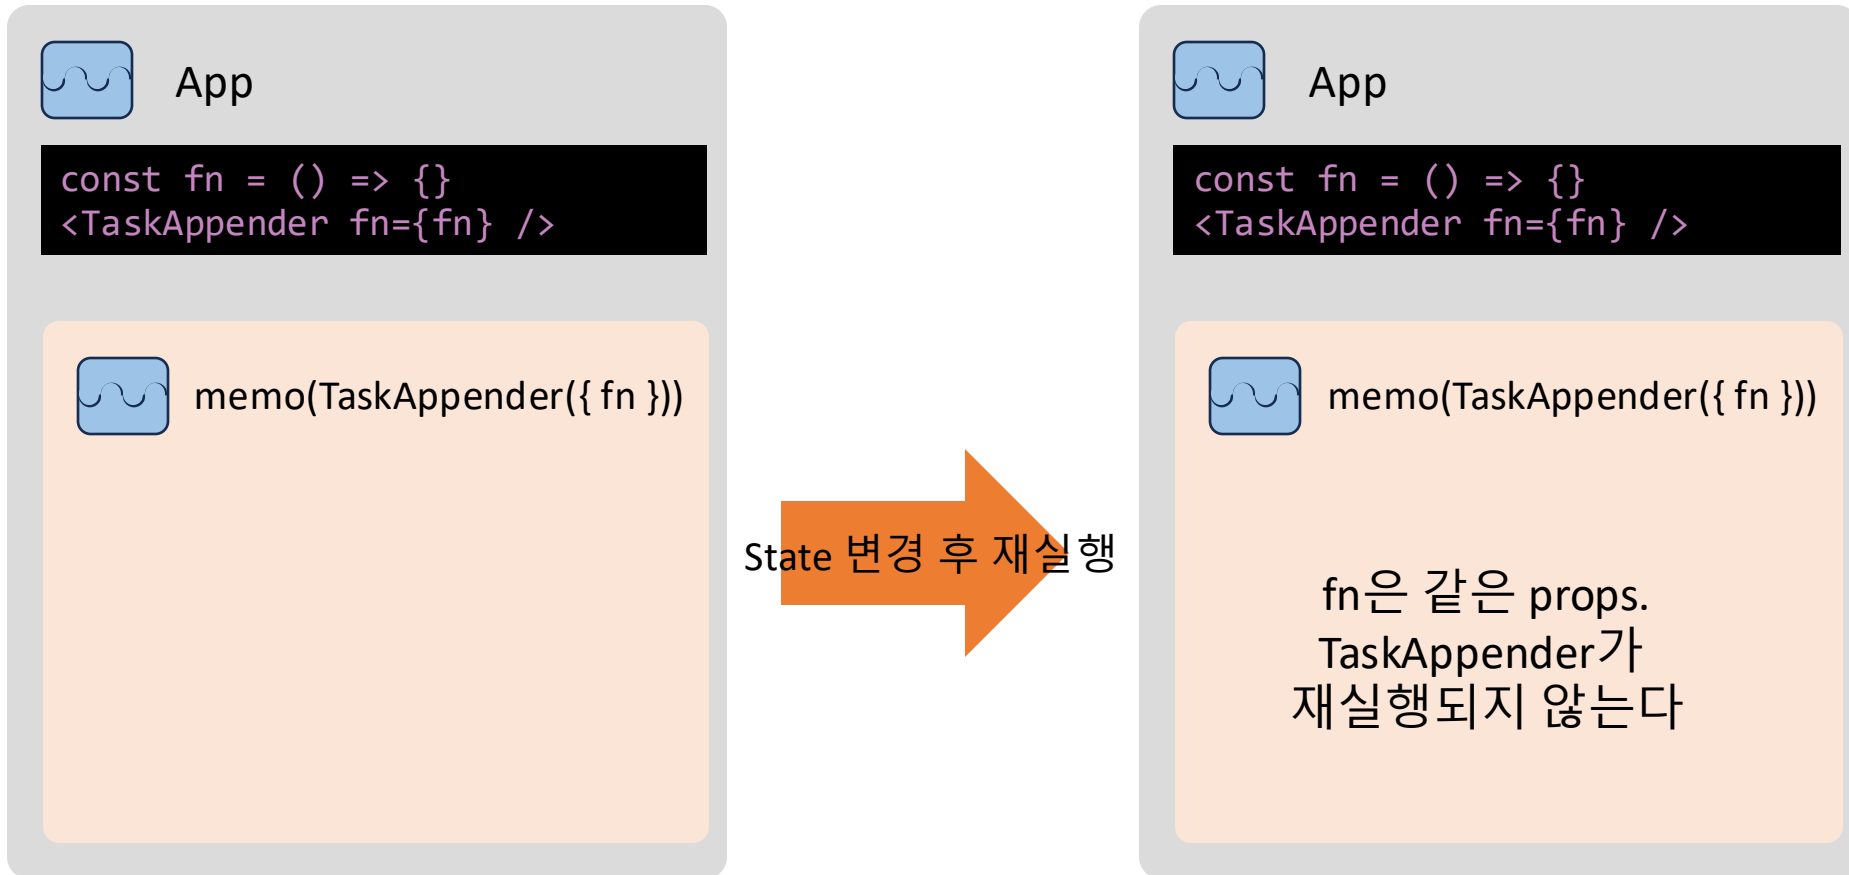 App
const fn = () => {}
<TaskAppender fn={fn} />
memo(TaskAppender({ fn }))
State 변경 후 재실행
App
const fn = () => {}
<TaskAppender fn={fn} />
memo(TaskAppender({ fn }))
fn은 같은 props.
TaskAppender가
재실행되지 않는다